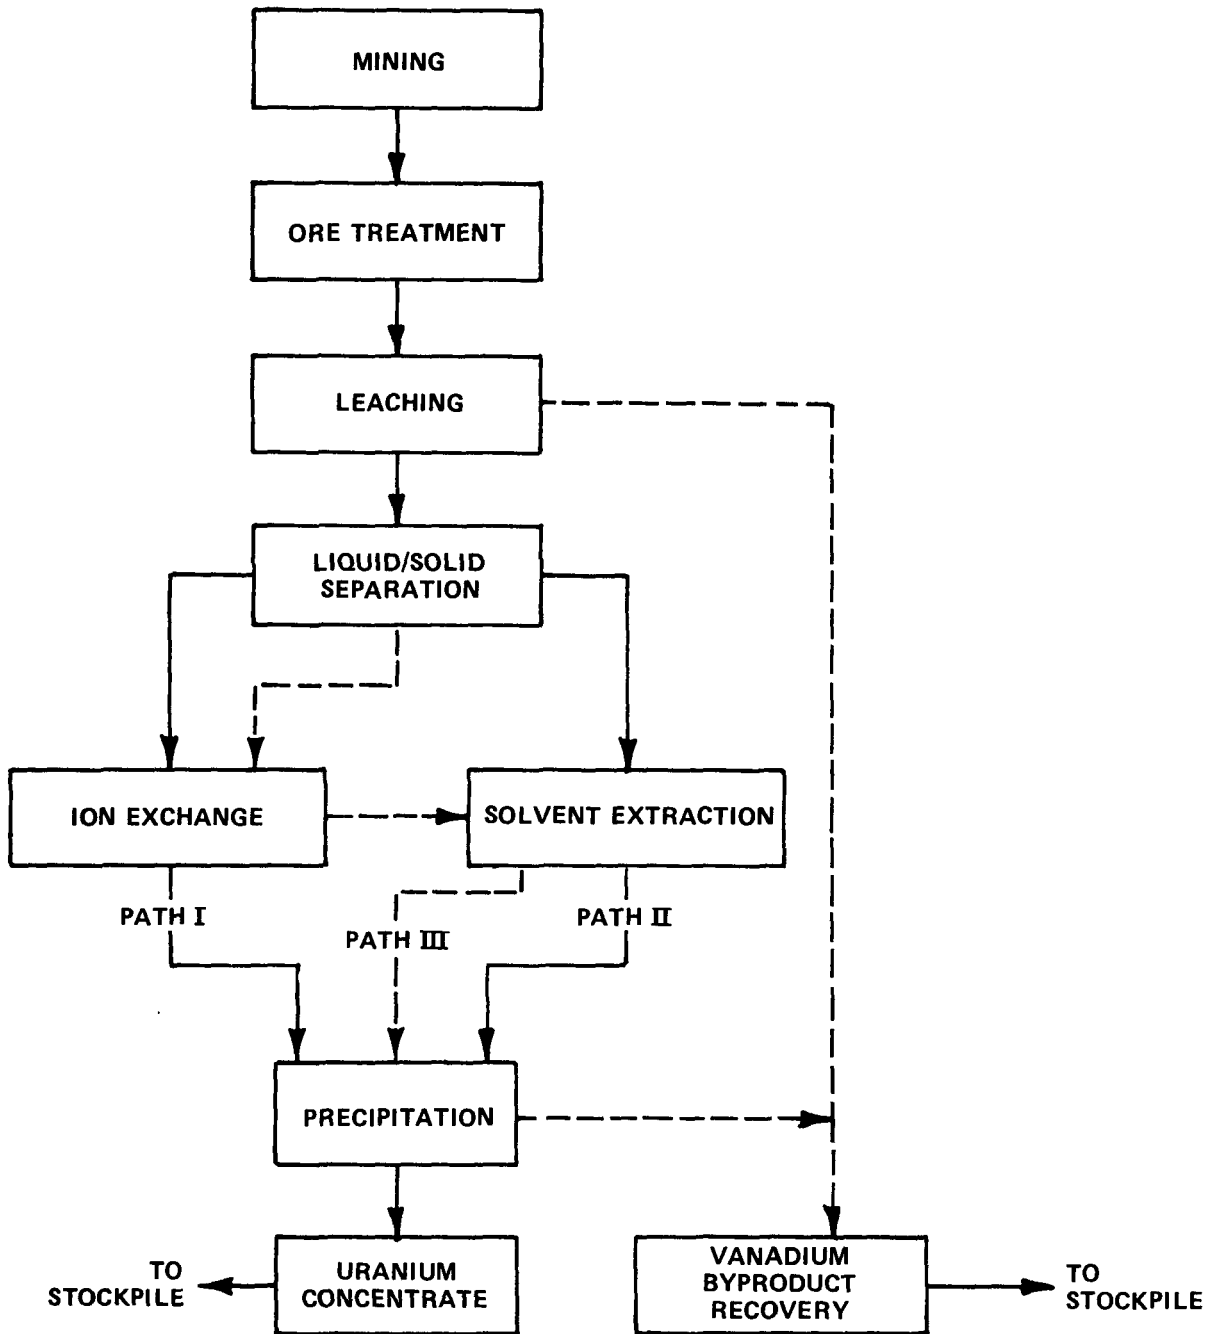 MINING
ORE TREATMENT
LEACHING
LIQUID/SOLID
SEPARATION
ION EXCHANGE
SOLVENT EXTRACTION
PATH I
PATH II
PATH III
PRECIPITATION
TO
STOCKPILE
URANIUM
CONCENTRATE
VANADIUM
BYPRODUCT
RECOVERY
TO
STOCKPILE